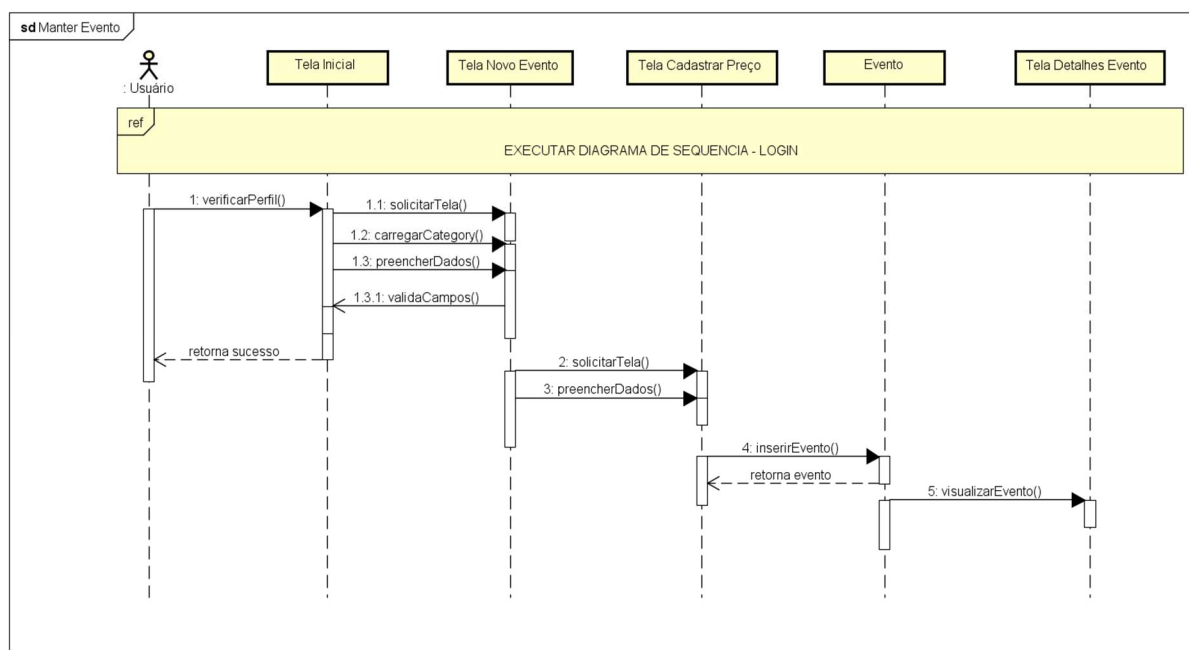 sd Manter Evento
: Usuário
Tela Inicial
Tela Novo Evento
Tela Cadastrar Preço
Evento
Tela Detalhes Evento
ref
EXECUTAR DIAGRAMA DE SEQUENCIA - LOGIN
1: verificarPerfil()
1.1: solicitarTela()
1.2: carregarCategory()
1.3: preencherDados()
1.3.1: validaCampos()
retorna sucesso
2: solicitarTela()
3: preencherDados()
4: inserirEvento()
retorna evento
5: visualizarEvento()